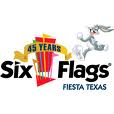 45 YEARS
Six Flags®
FIESTA TEXAS